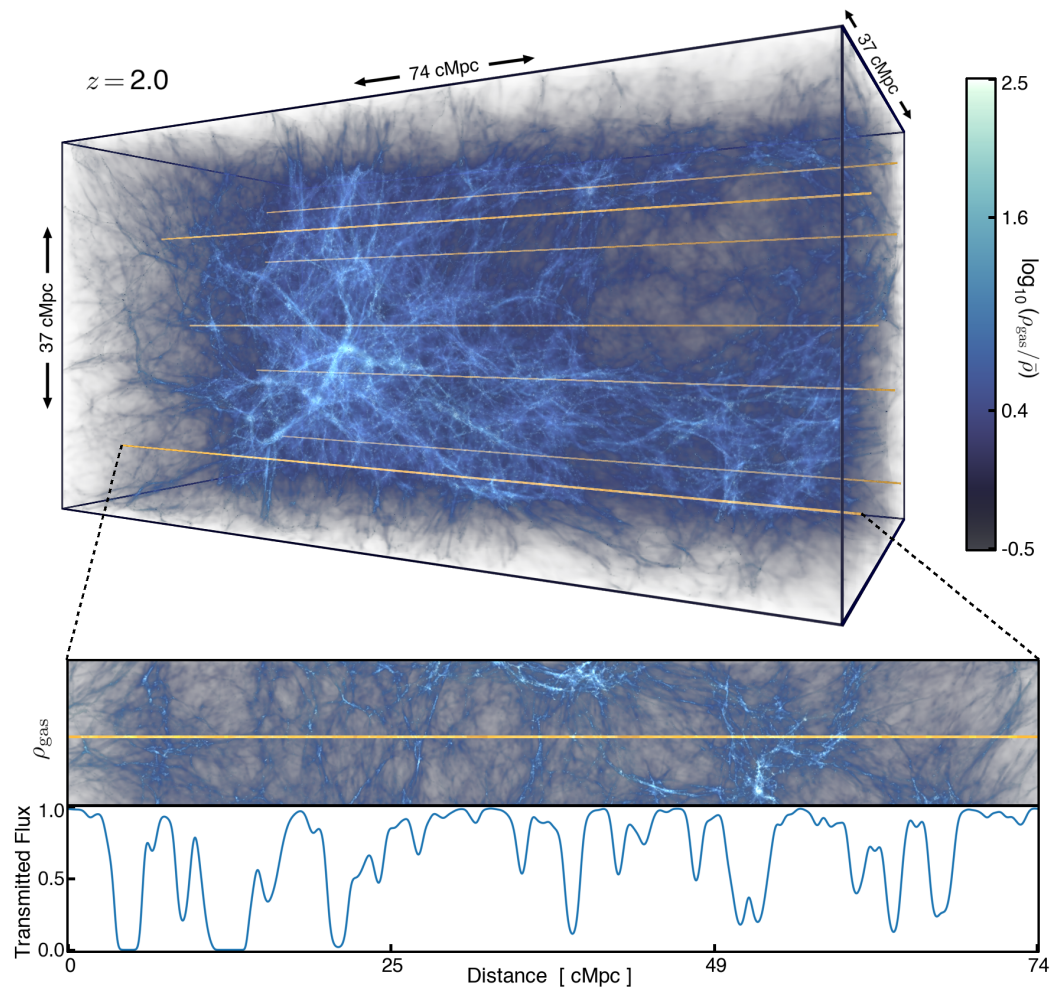 74 cMpc
37 cMpc
z = 2.0
37 cMpc
2.5
1.6
0.4
-0.5
log₁₀(ρgas/ρ̄)
ρgas
Transmitted Flux
1.0
0.5
0.0
0
25
49
74
Distance [ cMpc ]